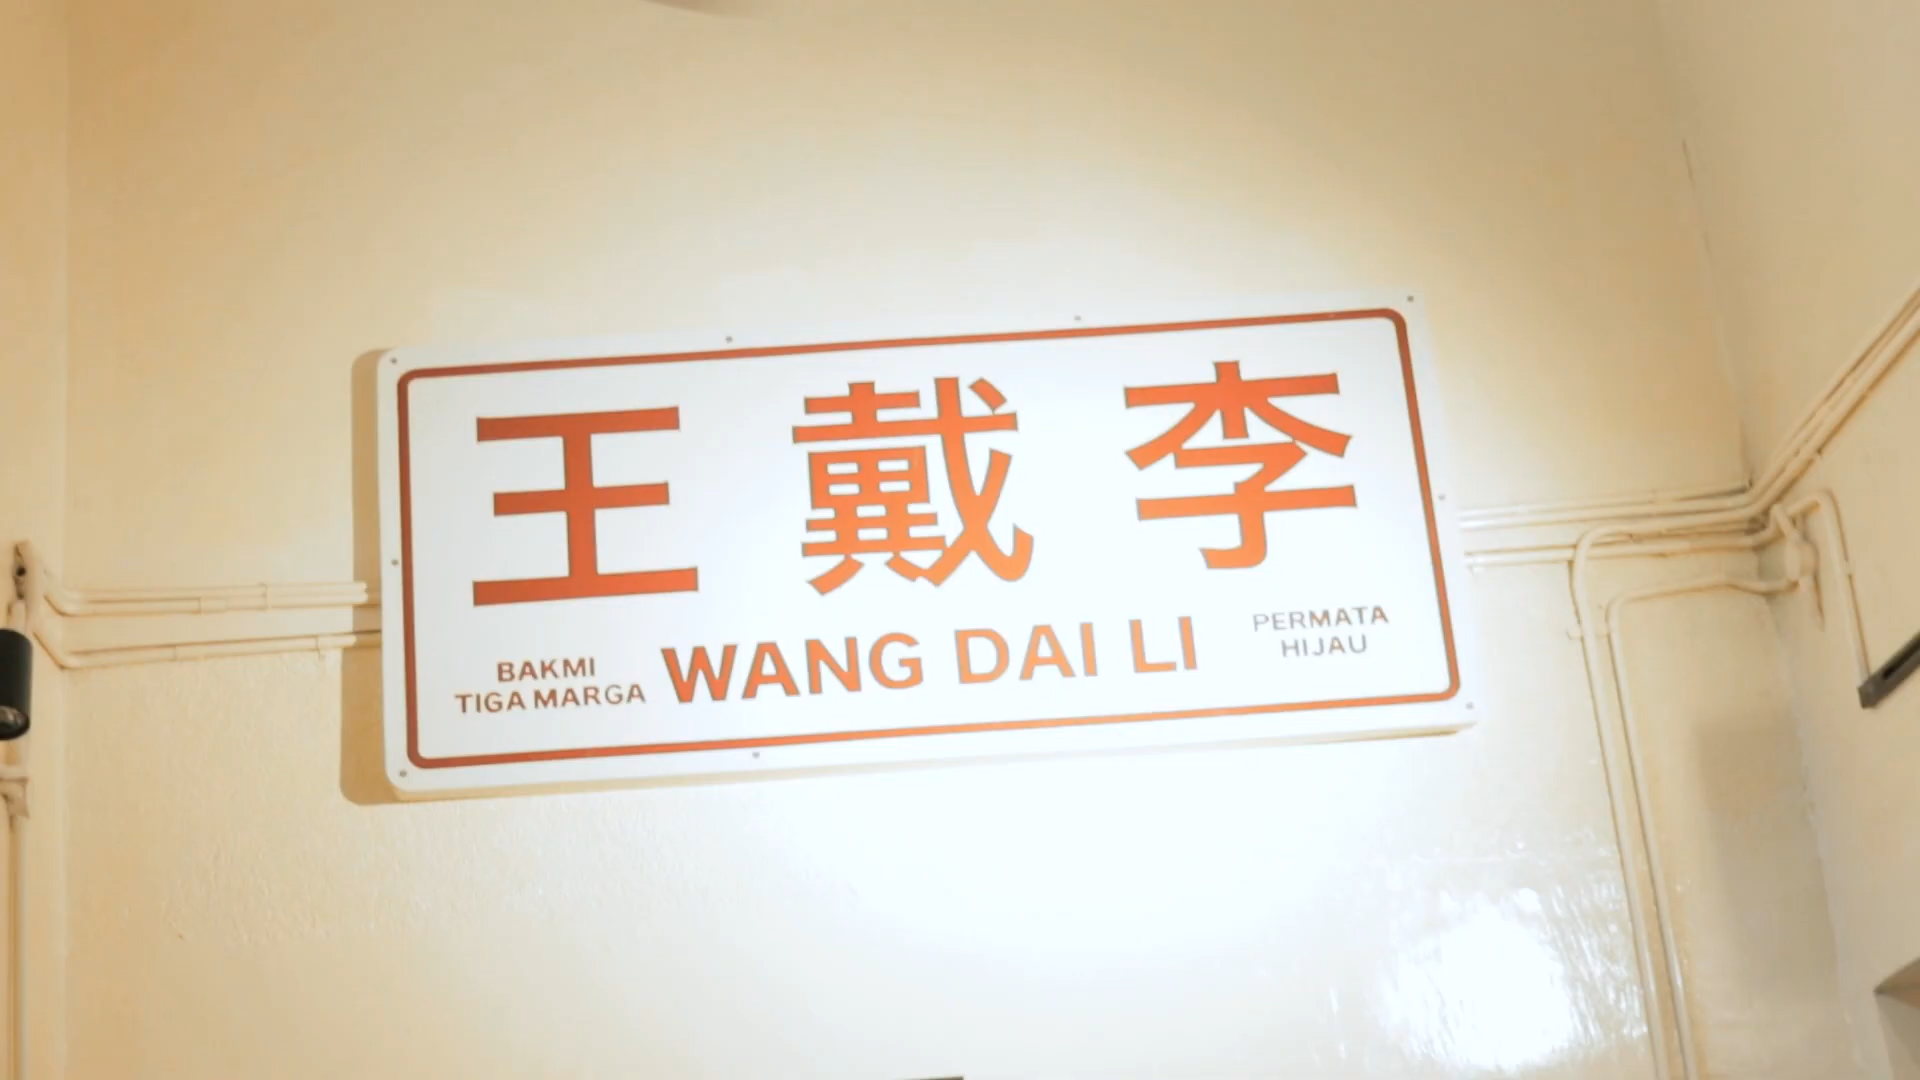 王 戴 李
BAKMI
TIGA MARGA
WANG DAI LI
PERMATA
HIJAU